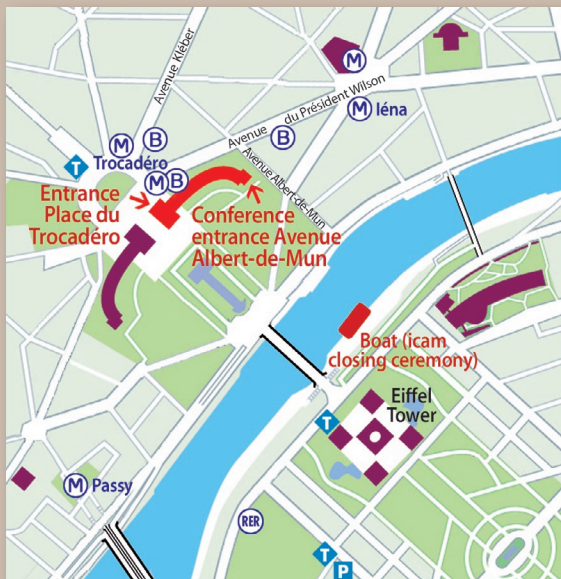 Avenue Kléber
M
Avenue du Président Wilson
M
Iéna
M
B
B
T
Trocadéro
Avenue Albert-de-Mun
M
B
Entrance
Place du
Trocadéro
Conference
entrance Avenue
Albert-de-Mun
Boat (icam
closing ceremony)
Eiffel
Tower
T
M
Passy
RER
T
P